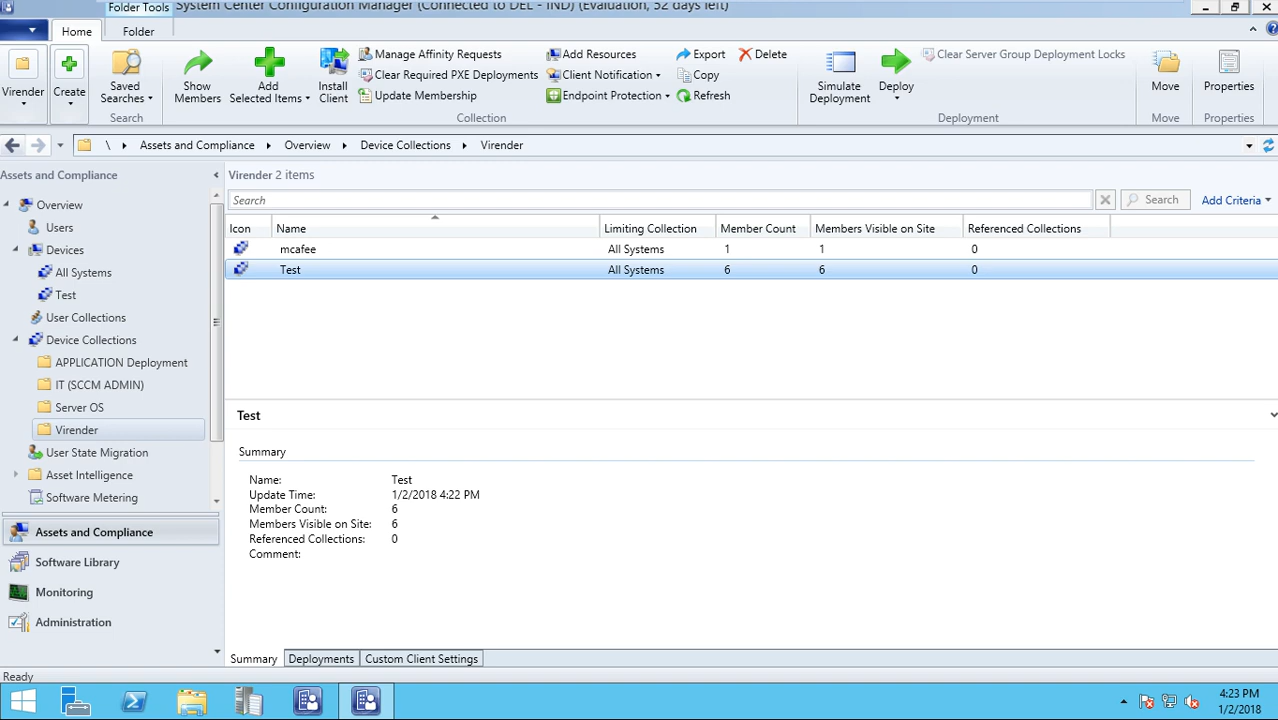 Folder Tools
System Center Configuration Manager (Connected to DEL - IND) (Evaluation, 52 days left)
Home
Folder
Virender
Create
Saved Searches
Search
Show Members
Add Selected Items
Install Client
Manage Affinity Requests
Clear Required PXE Deployments
Update Membership
Add Resources
Client Notification
Endpoint Protection
Export
Copy
Refresh
Delete
Collection
Simulate Deployment
Deploy
Clear Server Group Deployment Locks
Deployment
Move
Move
Properties
Properties
\ Assets and Compliance Overview Device Collections Virender
Assets and Compliance
Overview
Users
Devices
All Systems
Test
User Collections
Device Collections
APPLICATION Deployment
IT (SCCM ADMIN)
Server OS
Virender
User State Migration
Asset Intelligence
Software Metering
Assets and Compliance
Software Library
Monitoring
Administration
Virender 2 items
Search
Search
Add Criteria
Icon Name Limiting Collection Member Count Members Visible on Site Referenced Collections
mcafee All Systems 1 1 0
Test All Systems 6 6 0
Test
Summary
Name: Test
Update Time: 1/2/2018 4:22 PM
Member Count: 6
Members Visible on Site: 6
Referenced Collections: 0
Comment:
Summary Deployments Custom Client Settings
Ready
4:23 PM
1/2/2018